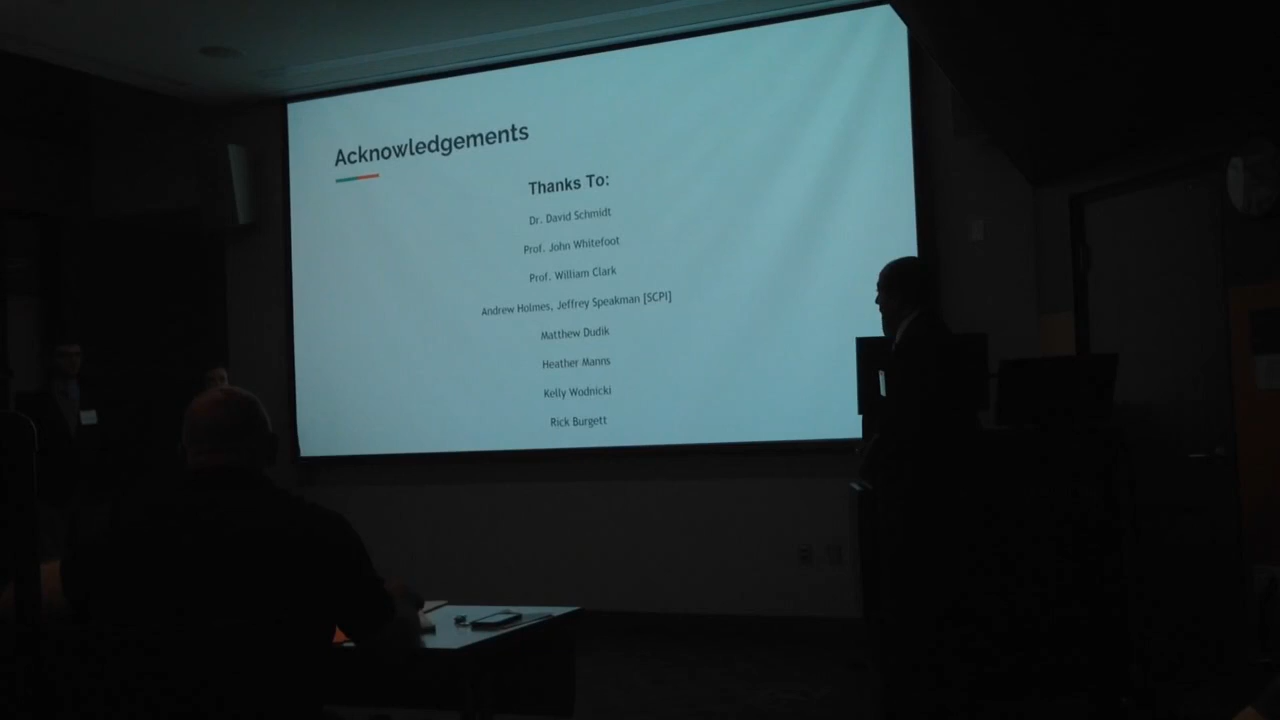 Acknowledgements
Thanks To:
Dr. David Schmidt
Prof. John Whitefoot
Prof. William Clark
Andrew Holmes, Jeffrey Speakman [SCPI]
Matthew Dudik
Heather Manns
Kelly Wodnicki
Rick Burgett